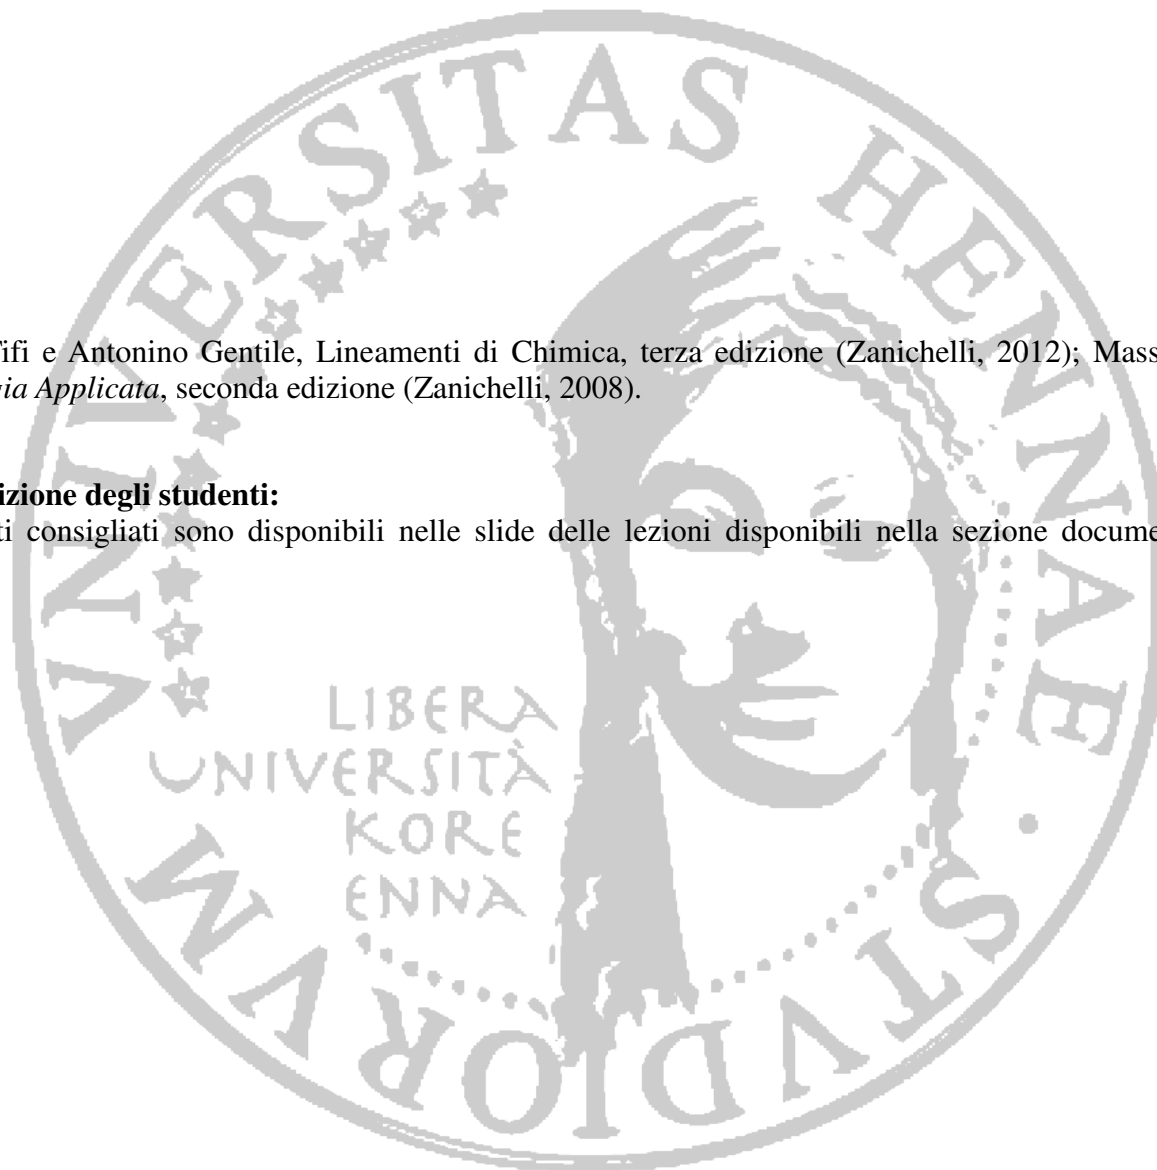 VNIVERSITAS HENNAE · STVDIORVM
ifi e Antonino Gentile, Lineamenti di Chimica, terza edizione (Zanichelli, 2012); Mass
gia Applicata, seconda edizione (Zanichelli, 2008).
izione degli studenti:
ti consigliati sono disponibili nelle slide delle lezioni disponibili nella sezione docume
LIBERA
UNIVERSITÀ
KORE
ENNA